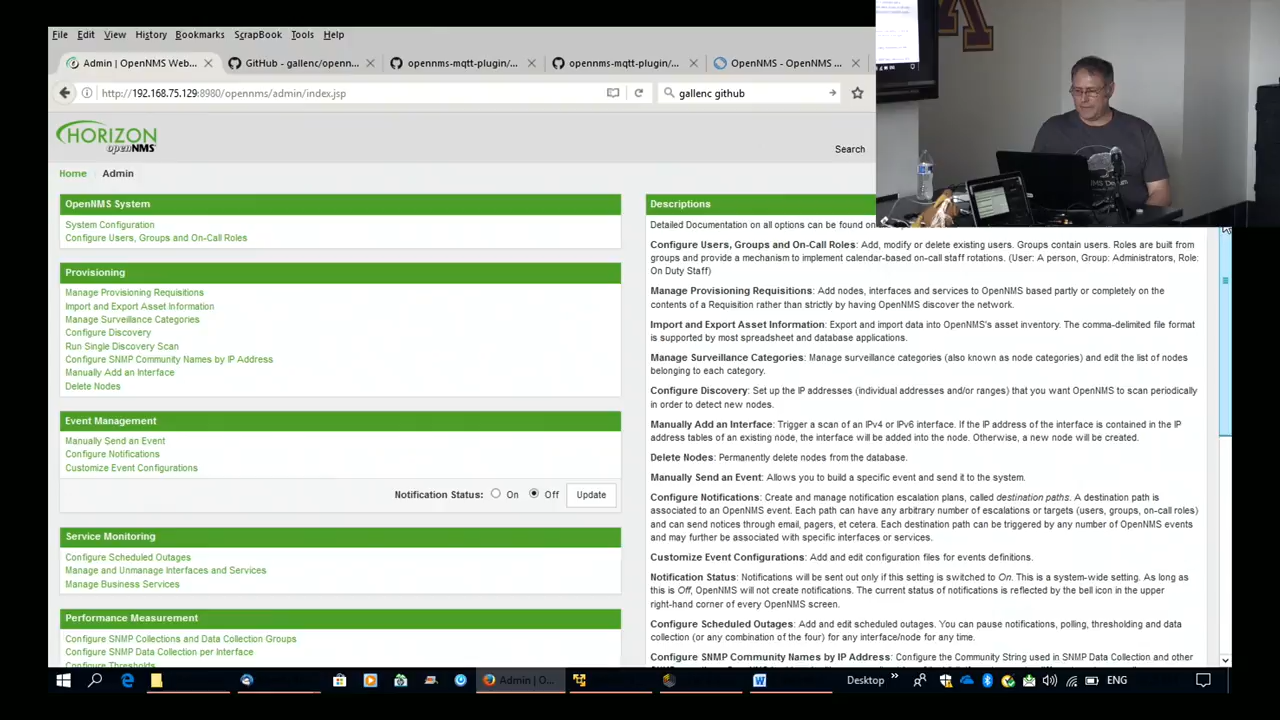 File Edit View History Bookmarks ScrapBook Tools Help
Admin | OpenNMS
GitHub - gallenc/open...
opennms-mqtt-plugin/...
opennms-mqtt-plugin/...
OpenNMS - OpenNMS ...
http://192.168.75.129:8980/opennms/admin/index.jsp
gallenc github
HORIZON
openNMS
Search
Home Admin
OpenNMS System
System Configuration
Configure Users, Groups and On-Call Roles
Provisioning
Manage Provisioning Requisitions
Import and Export Asset Information
Manage Surveillance Categories
Configure Discovery
Run Single Discovery Scan
Configure SNMP Community Names by IP Address
Manually Add an Interface
Delete Nodes
Event Management
Manually Send an Event
Configure Notifications
Customize Event Configurations
Notification Status: On Off Update
Service Monitoring
Configure Scheduled Outages
Manage and Unmanage Interfaces and Services
Manage Business Services
Performance Measurement
Configure SNMP Collections and Data Collection Groups
Configure SNMP Data Collection per Interface
Configure Thresholds
Descriptions
Detailed Documentation on all options can be found on
Configure Users, Groups and On-Call Roles: Add, modify or delete existing users. Groups contain users. Roles are built from
groups and provide a mechanism to implement calendar-based on-call staff rotations. (User: A person, Group: Administrators, Role:
On Duty Staff)
Manage Provisioning Requisitions: Add nodes, interfaces and services to OpenNMS based partly or completely on the
contents of a Requisition rather than strictly by having OpenNMS discover the network.
Import and Export Asset Information: Export and import data into OpenNMS's asset inventory. The comma-delimited file format
is supported by most spreadsheet and database applications.
Manage Surveillance Categories: Manage surveillance categories (also known as node categories) and edit the list of nodes
belonging to each category.
Configure Discovery: Set up the IP addresses (individual addresses and/or ranges) that you want OpenNMS to scan periodically
in order to detect new nodes.
Manually Add an Interface: Trigger a scan of an IPv4 or IPv6 interface. If the IP address of the interface is contained in the IP
address tables of an existing node, the interface will be added into the node. Otherwise, a new node will be created.
Delete Nodes: Permanently delete nodes from the database.
Manually Send an Event: Allows you to build a specific event and send it to the system.
Configure Notifications: Create and manage notification escalation plans, called destination paths. A destination path is
associated to an OpenNMS event. Each path can have any arbitrary number of escalations or targets (users, groups, on-call roles)
and can send notices through email, pagers, et cetera. Each destination path can be triggered by any number of OpenNMS events
and may further be associated with specific interfaces or services.
Customize Event Configurations: Add and edit configuration files for events definitions.
Notification Status: Notifications will be sent out only if this setting is switched to On. This is a system-wide setting. As long as
this is Off, OpenNMS will not create notifications. The current status of notifications is reflected by the bell icon in the upper
right-hand corner of every OpenNMS screen.
Configure Scheduled Outages: Add and edit scheduled outages. You can pause notifications, polling, thresholding and data
collection (or any combination of the four) for any interface/node for any time.
Configure SNMP Community Names by IP Address: Configure the Community String used in SNMP Data Collection and other
Admin | O...
Desktop
ENG